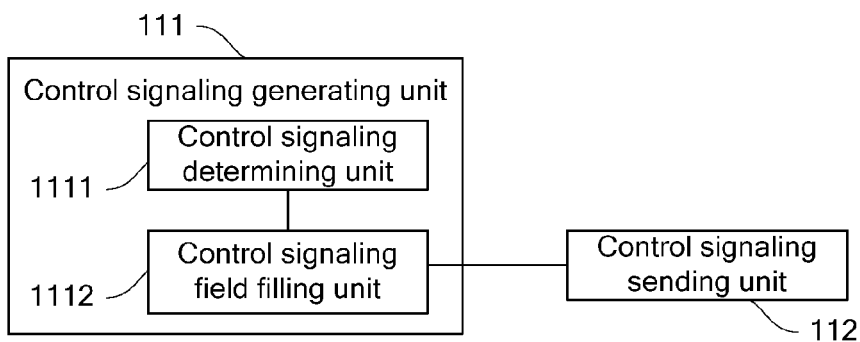 111
Control signaling generating unit
Control signaling
determining unit
1111
Control signaling
field filling unit
1112
Control signaling
sending unit
112